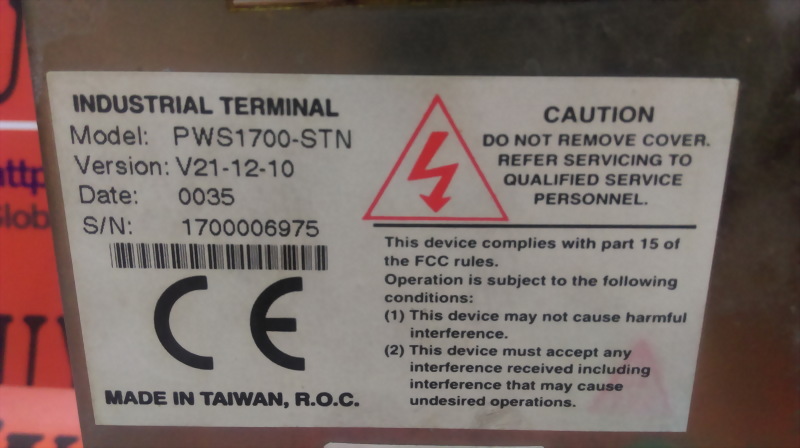 INDUSTRIAL TERMINAL
Model: PWS1700-STN
Version: V21-12-10
Date: 0035
S/N: 1700006975
CE
MADE IN TAIWAN, R.O.C.
CAUTION
DO NOT REMOVE COVER.
REFER SERVICING TO
QUALIFIED SERVICE
PERSONNEL.
This device complies with part 15 of
the FCC rules.
Operation is subject to the following
conditions:
(1) This device may not cause harmful
interference.
(2) This device must accept any
interference received including
interference that may cause
undesired operations.